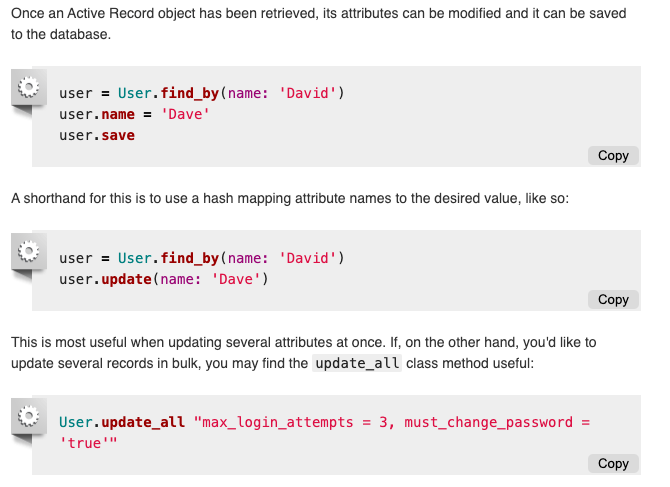 Once an Active Record object has been retrieved, its attributes can be modified and it can be saved
to the database.
user = User.find_by(name: 'David')
user.name = 'Dave'
user.save
Copy
A shorthand for this is to use a hash mapping attribute names to the desired value, like so:
user = User.find_by(name: 'David')
user.update(name: 'Dave')
Copy
This is most useful when updating several attributes at once. If, on the other hand, you'd like to
update several records in bulk, you may find the update_all class method useful:
User.update_all "max_login_attempts = 3, must_change_password =
'true'"
Copy